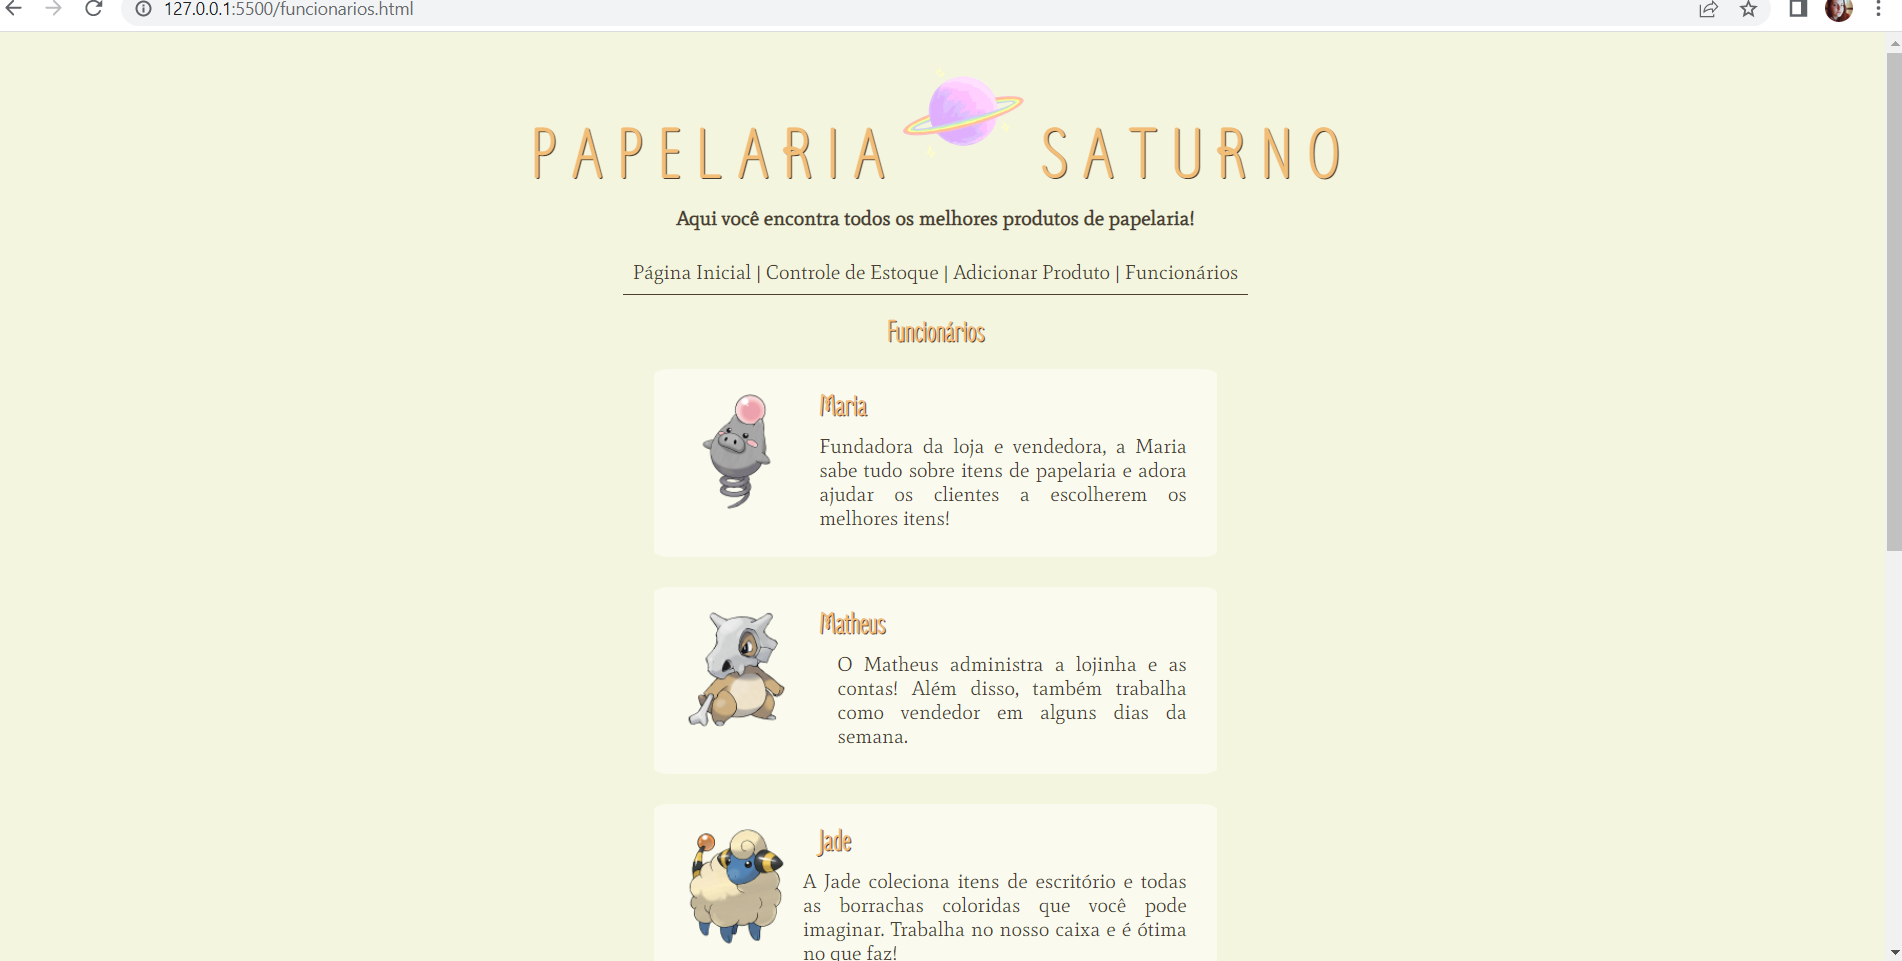 127.0.0.1:5500/funcionarios.html
PAPELARIA SATURNO
Aqui você encontra todos os melhores produtos de papelaria!
Página Inicial | Controle de Estoque | Adicionar Produto | Funcionários
Funcionários
Maria
Fundadora da loja e vendedora, a Maria
sabe tudo sobre itens de papelaria e adora
ajudar os clientes a escolherem os
melhores itens!
Matheus
O Matheus administra a lojinha e as
contas! Além disso, também trabalha
como vendedor em alguns dias da
semana.
Jade
A Jade coleciona itens de escritório e todas
as borrachas coloridas que você pode
imaginar. Trabalha no nosso caixa e é ótima
no que faz!